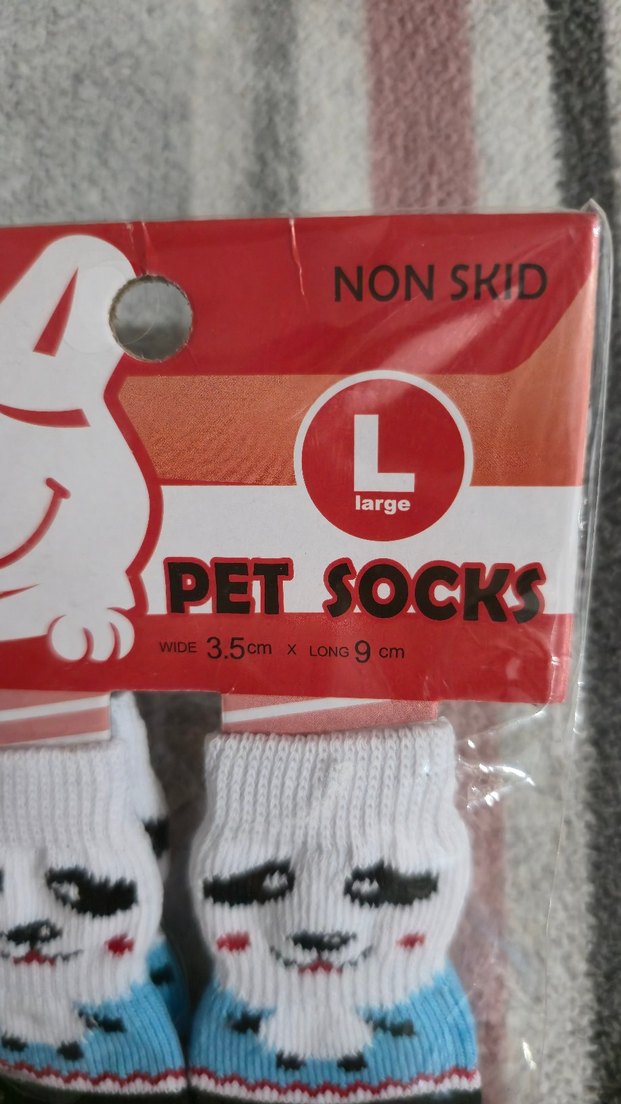 NON SKID
L
large
PET SOCKS
WIDE 3.5cm X LONG 9 cm